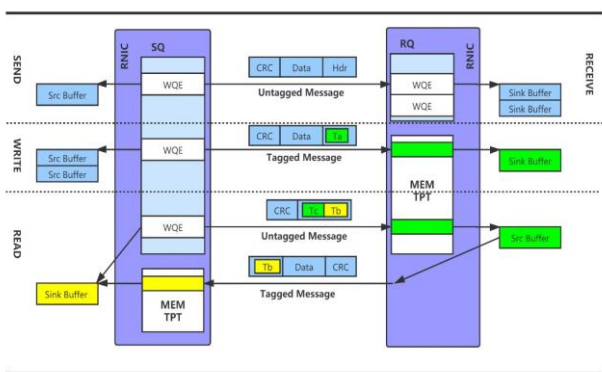 SEND
RNIC
SQ
RQ
RNIC
RECEIVE
CRC Data Hdr
Src Buffer
WQE
Untagged Message
WQE
WQE
Sink Buffer
Sink Buffer
WRITE
Src Buffer
Src Buffer
WQE
CRC Data Ta
Tagged Message
MEM
TPT
Sink Buffer
READ
WQE
CRC Tc Tb
Untagged Message
Src Buffer
Sink Buffer
MEM
TPT
Tb Data CRC
Tagged Message